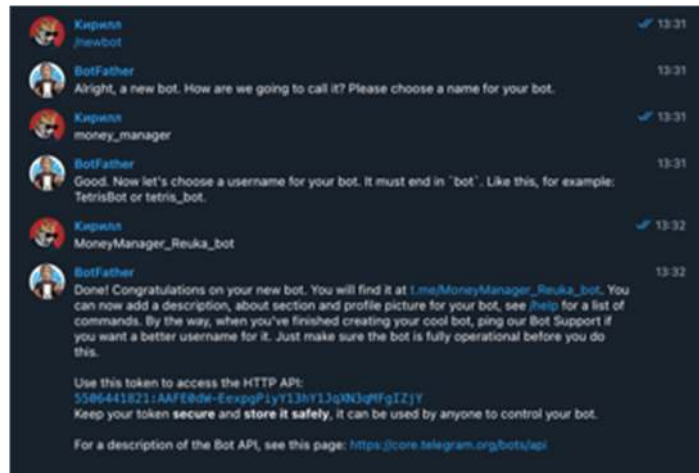 Кирилл 13:31
/newbot
BotFather 13:31
Alright, a new bot. How are we going to call it? Please choose a name for your bot.
Кирилл 13:31
money_manager
BotFather 13:31
Good. Now let's choose a username for your bot. It must end in `bot`. Like this, for example:
TetrisBot or tetris_bot.
Кирилл 13:32
MoneyManager_Reuka_bot
BotFather 13:32
Done! Congratulations on your new bot. You will find it at t.me/MoneyManager_Reuka_bot. You
can now add a description, about section and profile picture for your bot, see /help for a list of
commands. By the way, when you've finished creating your cool bot, ping our Bot Support if
you want a better username for it. Just make sure the bot is fully operational before you do
this.
Use this token to access the HTTP API:
Keep your token secure and store it safely, it can be used by anyone to control your bot.
For a description of the Bot API, see this page: https://core.telegram.org/bots/api